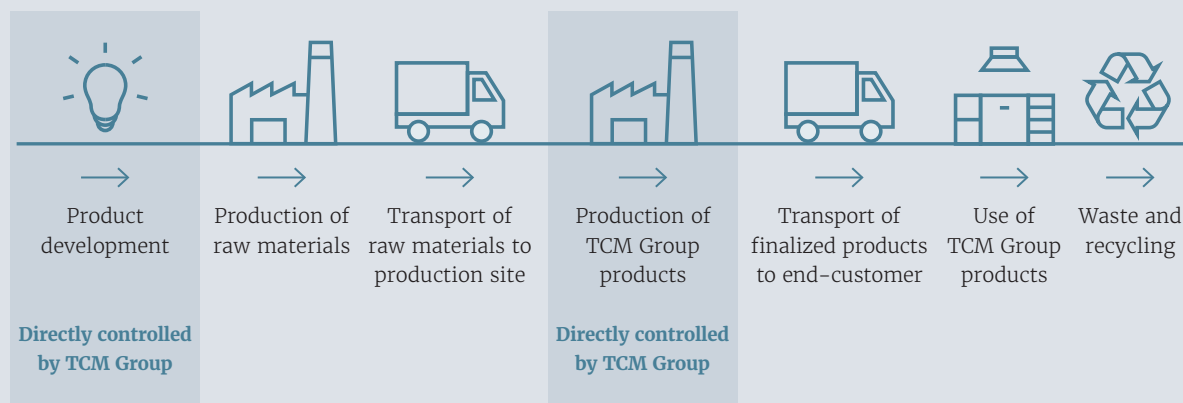 Product
development
Production of
raw materials
Transport of
raw materials to
production site
Production of
TCM Group
products
Transport of
finalized products
to end-customer
Use of
TCM Group
products
Waste and
recycling
Directly controlled
by TCM Group
Directly controlled
by TCM Group